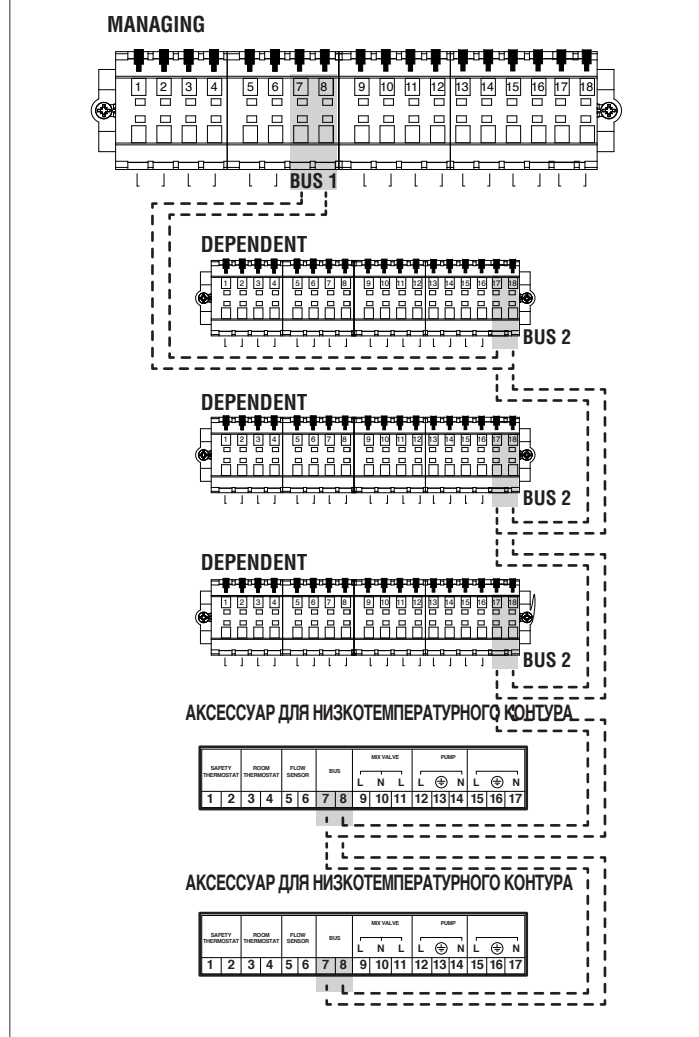 MANAGING
1 2 3 4 5 6 7 8 9 10 11 12 13 14 15 16 17 18
BUS 1
DEPENDENT
1 2 3 4 5 6 7 8 9 10 11 12 13 14 15 16 17 18
BUS 2
DEPENDENT
1 2 3 4 5 6 7 8 9 10 11 12 13 14 15 16 17 18
BUS 2
DEPENDENT
1 2 3 4 5 6 7 8 9 10 11 12 13 14 15 16 17 18
BUS 2
АКСЕССУАР ДЛЯ НИЗКОТЕМПЕРАТУРНОГО КОНТУРА
SAFETY THERMOSTAT ROOM THERMOSTAT FLOW SENSOR BUS MIX VALVE PUMP
L N L L N L N
1 2 3 4 5 6 7 8 9 10 11 12 13 14 15 16 17
АКСЕССУАР ДЛЯ НИЗКОТЕМПЕРАТУРНОГО КОНТУРА
SAFETY THERMOSTAT ROOM THERMOSTAT FLOW SENSOR BUS MIX VALVE PUMP
L N L L N L N
1 2 3 4 5 6 7 8 9 10 11 12 13 14 15 16 17